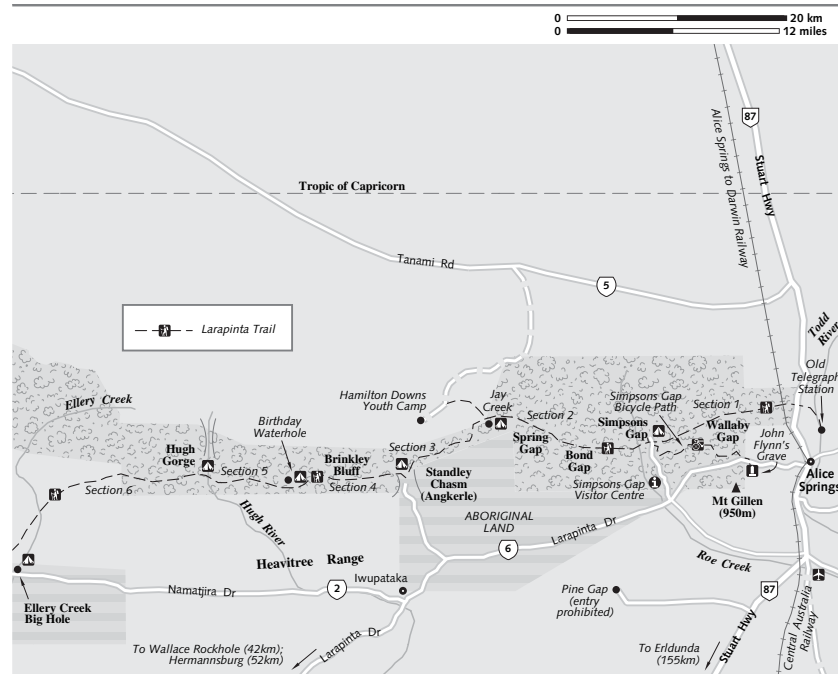 0 20 km
0 12 miles
87
Alice Springs to Darwin Railway
Stuart Hwy
Tropic of Capricorn
Tanami Rd
5
Larapinta Trail
Todd
River
Old
Telegraph
Station
Ellery Creek
Hamilton Downs
Youth Camp
Jay
Creek
Simpsons Gap
Bicycle Path
Section 1
Section 2
Birthday
Waterhole
Simpsons
Gap
Wallaby
Gap
Spring
Gap
John
Flynn's
Grave
Section 3
Hugh
Gorge
Brinkley
Bluff
Bond
Gap
Section 5
Standley
Chasm
(Angkerle)
Alice
Springs
Section 6
Section 4
Simpsons Gap
Visitor Centre
i
Mt Gillen
(950m)
ABORIGINAL
LAND
Hugh River
Larapinta Dr
6
Heavitree Range
Roe Creek
Iwupataka
Namatjira Dr
2
Pine Gap
(entry
prohibited)
87
Ellery Creek
Big Hole
Larapinta Dr
To Wallace Rockhole (42km);
Hermannsburg (52km)
To Erldunda
(155km)
Stuart Hwy
Central Australia
Railway